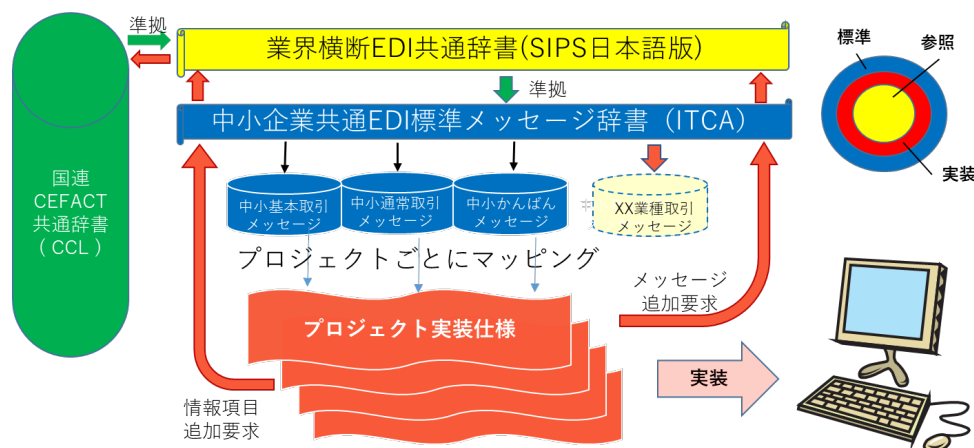 準拠
業界横断EDI共通辞書(SIPS日本語版)
標準
参照
準拠
中小企業共通EDI標準メッセージ辞書（ITCA）
実装
国連
CEFACT
共通辞書
( CCL )
中小基本取引
メッセージ
中小通常取引
メッセージ
中小かんばん
メッセージ
XX業種取引
メッセージ
プロジェクトごとにマッピング
メッセージ
追加要求
プロジェクト実装仕様
実装
情報項目
追加要求